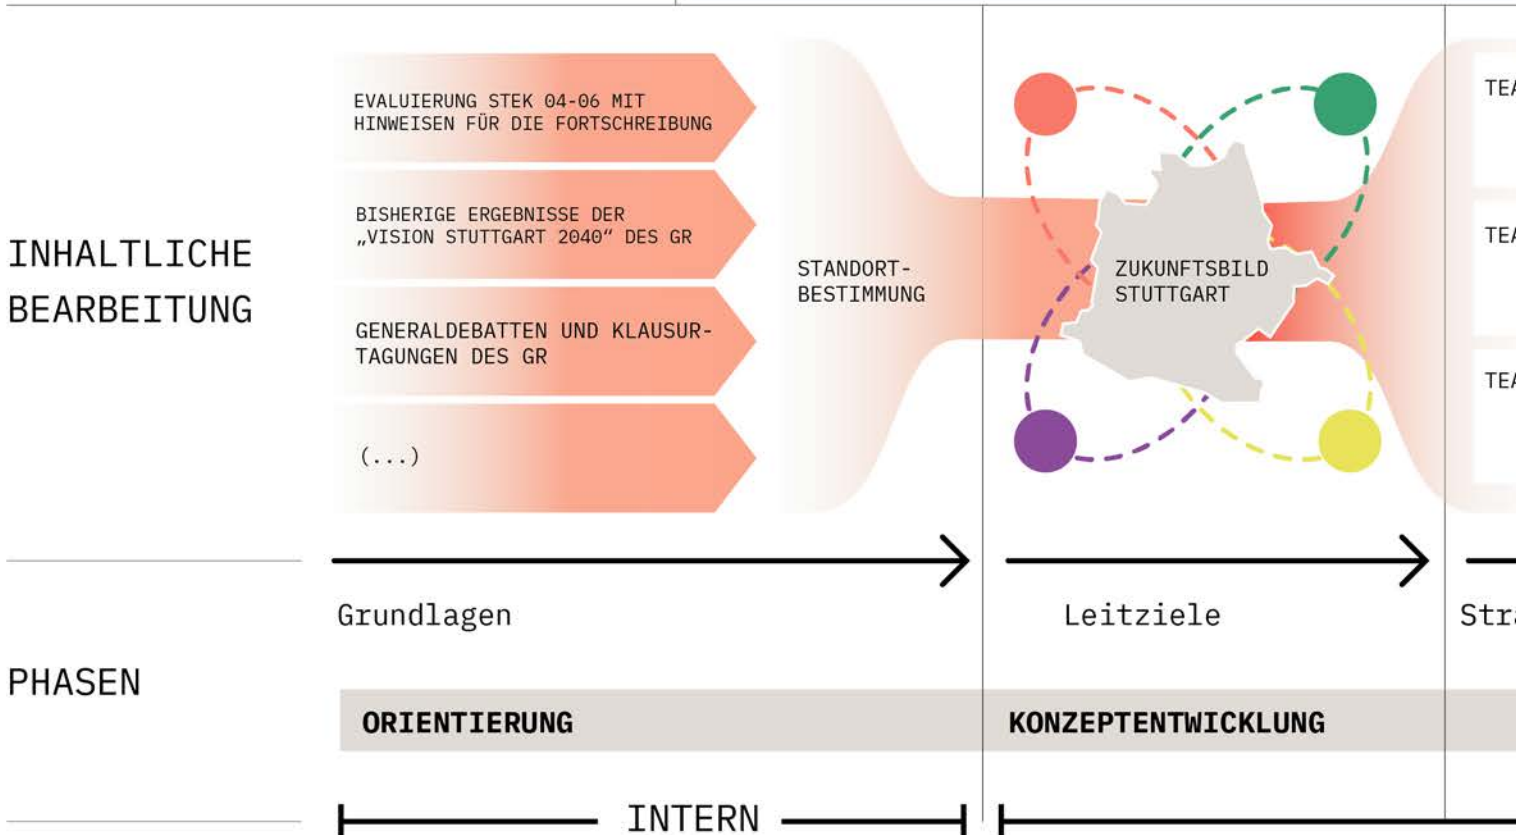 EVALUIERUNG STEK 04-06 MIT
HINWEISEN FÜR DIE FORTSCHREIBUNG
BISHERIGE ERGEBNISSE DER
„VISION STUTTGART 2040“ DES GR
GENERALDEBATTEN UND KLAUSUR-
TAGUNGEN DES GR
(...)
INHALTLICHE
BEARBEITUNG
STANDORT-
BESTIMMUNG
ZUKUNFTSBILD
STUTTGART
Grundlagen
Leitziele
PHASEN
ORIENTIERUNG
KONZEPTENTWICKLUNG
INTERN